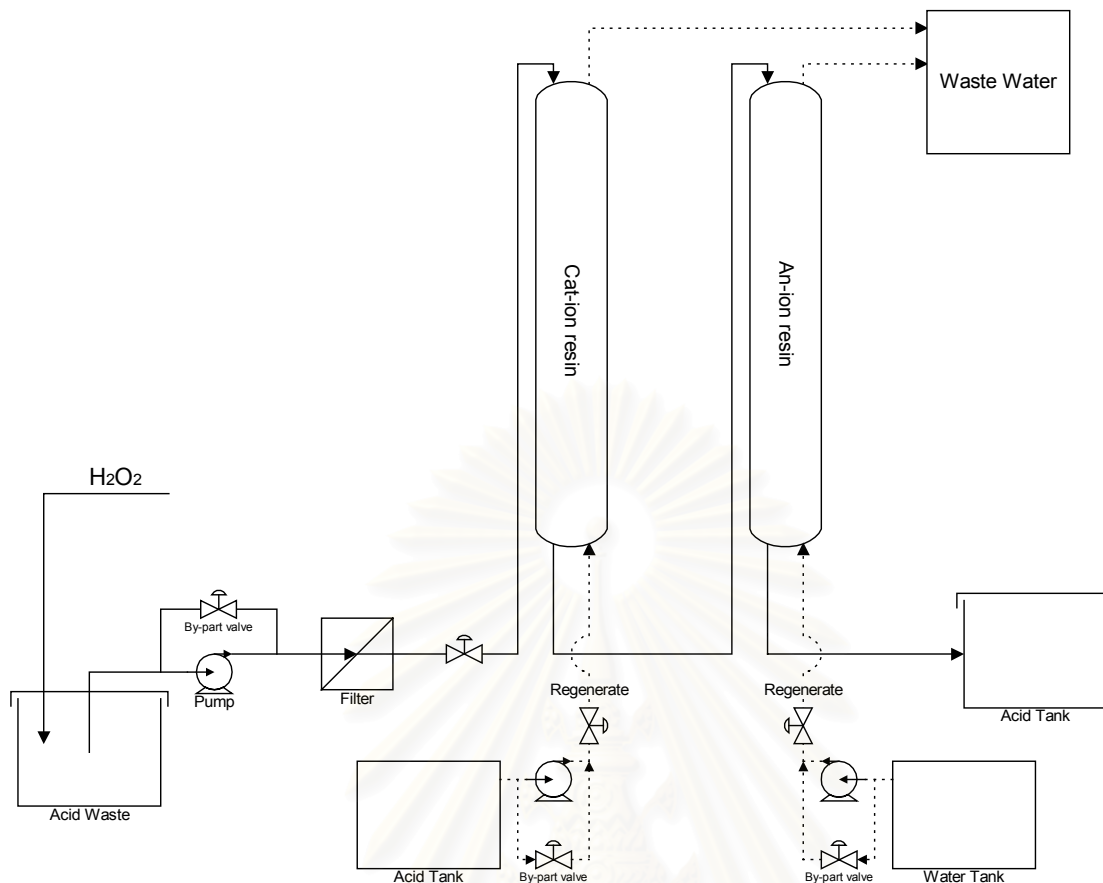 Waste Water
Cat-ion resin
An-ion resin
H2O2
By-part valve
Pump
Filter
Regenerate
Regenerate
Acid Tank
Acid Waste
Acid Tank
By-part valve
By-part valve
Water Tank